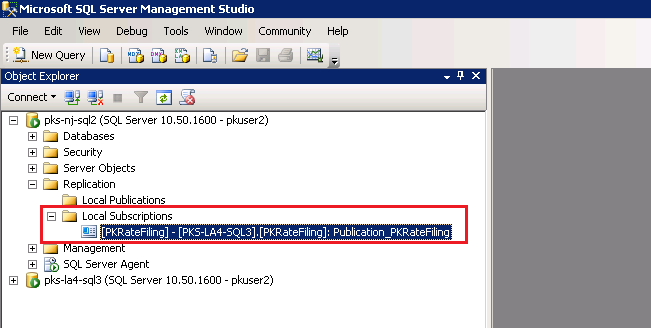 Microsoft SQL Server Management Studio
File Edit View Debug Tools Window Community Help
New Query
Object Explorer
Connect
pks-nj-sql2 (SQL Server 10.50.1600 - pkuser2)
Databases
Security
Server Objects
Replication
Local Publications
Local Subscriptions
[PKRateFiling] - [PKS-LA4-SQL3].[PKRateFiling]: Publication_PKRateFiling
Management
SQL Server Agent
pks-la4-sql3 (SQL Server 10.50.1600 - pkuser2)